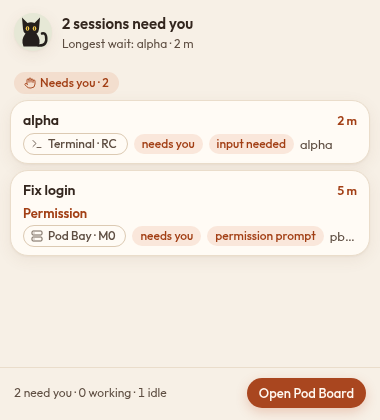 2 sessions need you
Longest wait: alpha · 2 m
Needs you · 2
alpha 2 m
Terminal · RC needs you input needed alpha
Fix login 5 m
Permission
Pod Bay · M0 needs you permission prompt pb…
2 need you · 0 working · 1 idle Open Pod Board